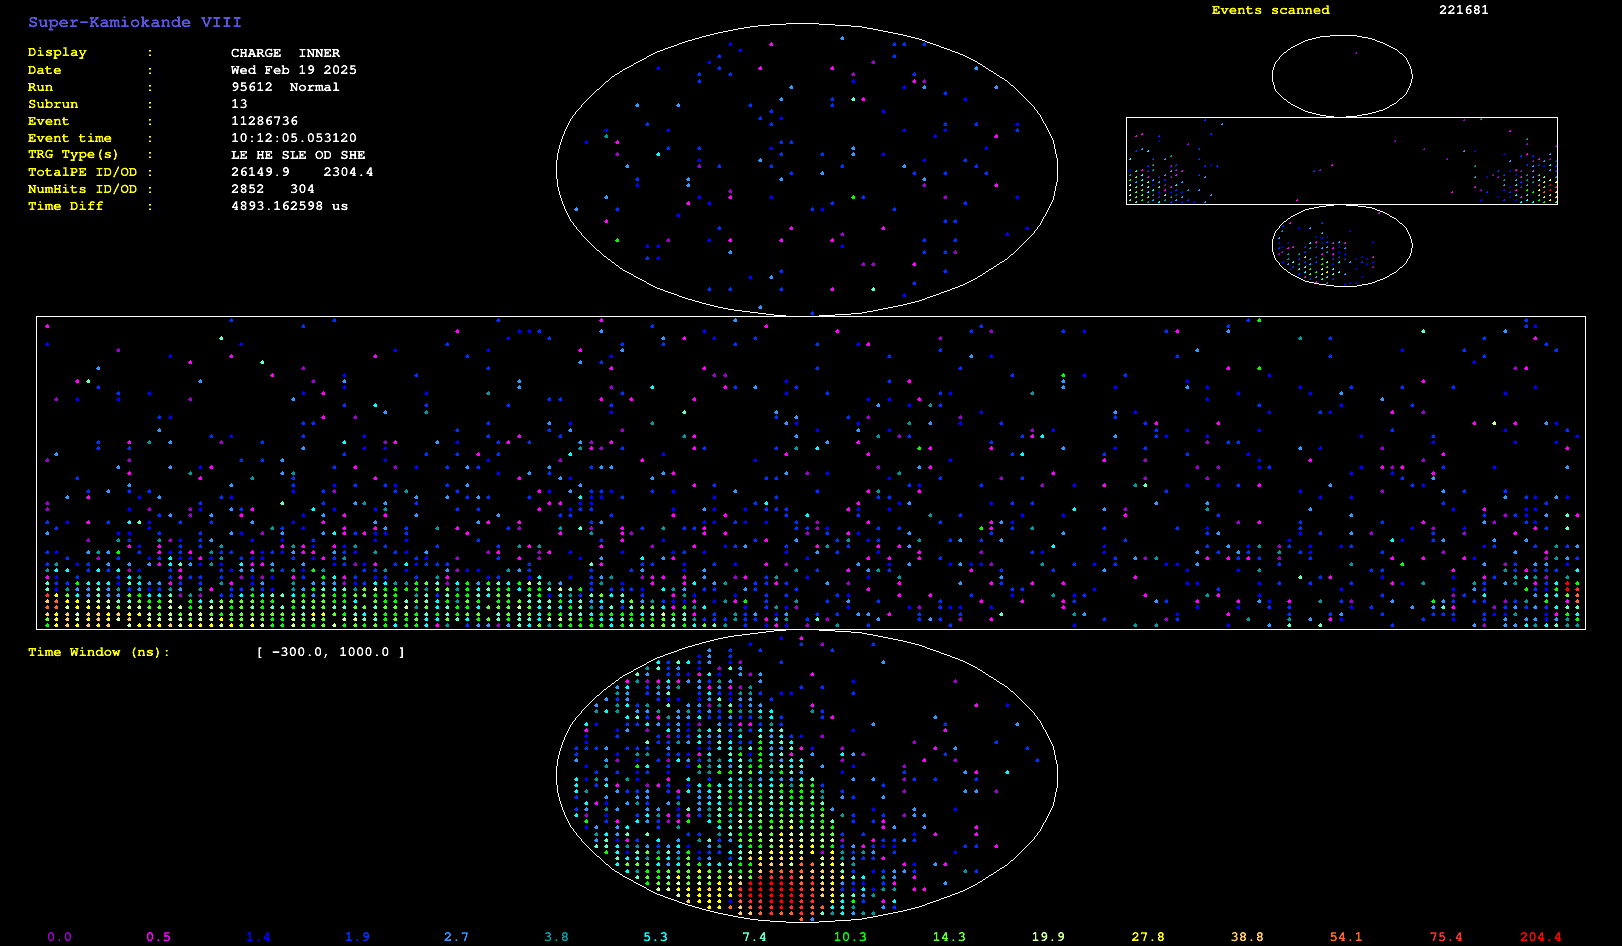 Super-Kamiokande VIII
Events scanned 221681
Display : CHARGE INNER
Date : Wed Feb 19 2025
Run : 95612 Normal
Subrun : 13
Event : 11286736
Event time : 10:12:05.053120
TRG Type(s) : LE HE SLE OD SHE
TotalPE ID/OD : 26149.9 2304.4
NumHits ID/OD : 2852 304
Time Diff : 4893.162598 us
Time Window (ns): [ -300.0, 1000.0 ]
0.0 0.5 1.4 1.9 2.7 3.8 5.3 7.4 10.3 14.3 19.9 27.8 38.8 54.1 75.4 204.4